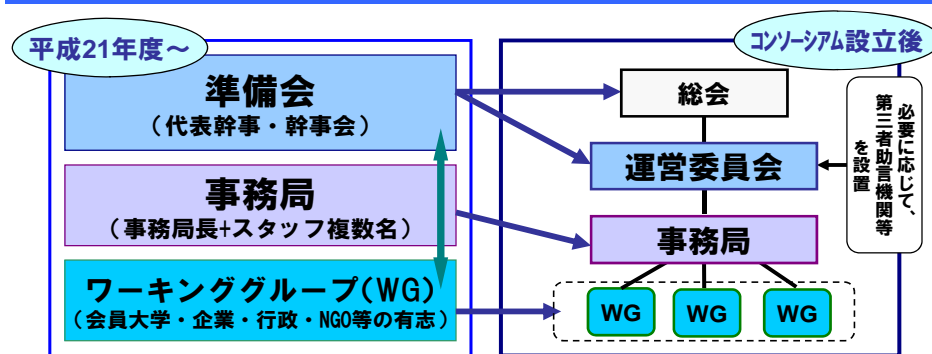 平成21年度～
準備会
（代表幹事・幹事会）
事務局
（事務局長+スタッフ複数名）
ワーキンググループ(WG)
（会員大学・企業・行政・NGO等の有志）
コンソーシアム設立後
総会
運営委員会
事務局
WG
WG
WG
必要に応じて、
第三者助言機関等
を設置